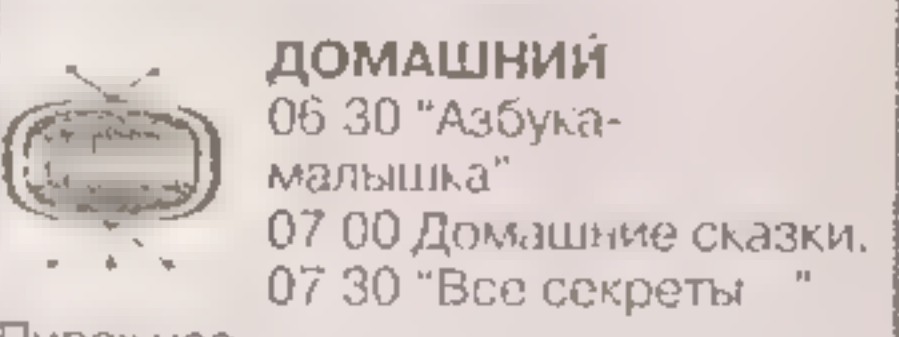 ДОМАШНИЙ
06 30 "Азбука-
малышка"
07 00 Домашние сказки.
07 30 "Все секреты   "